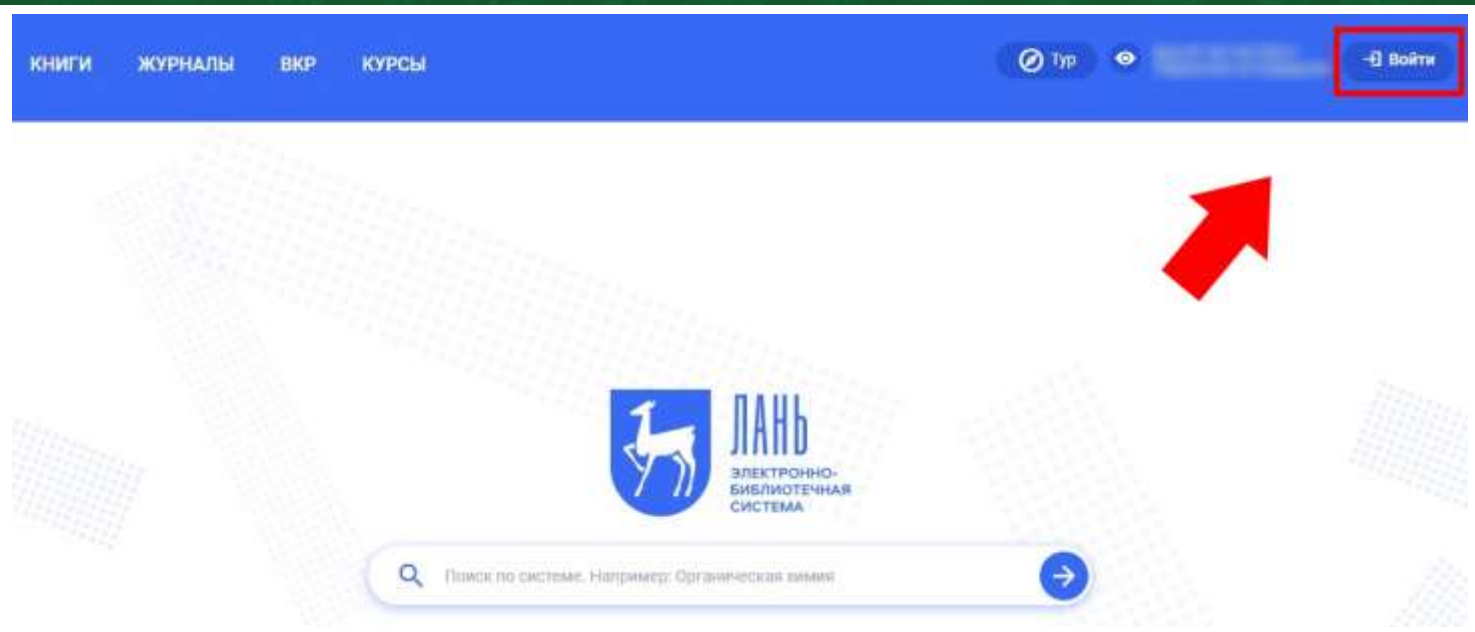 КНИГИ ЖУРНАЛЫ ВКР КУРСЫ Тур Войти
ЛАНЬ
ЭЛЕКТРОННО-
БИБЛИОТЕЧНАЯ
СИСТЕМА
Поиск по системе. Например: Органическая химия